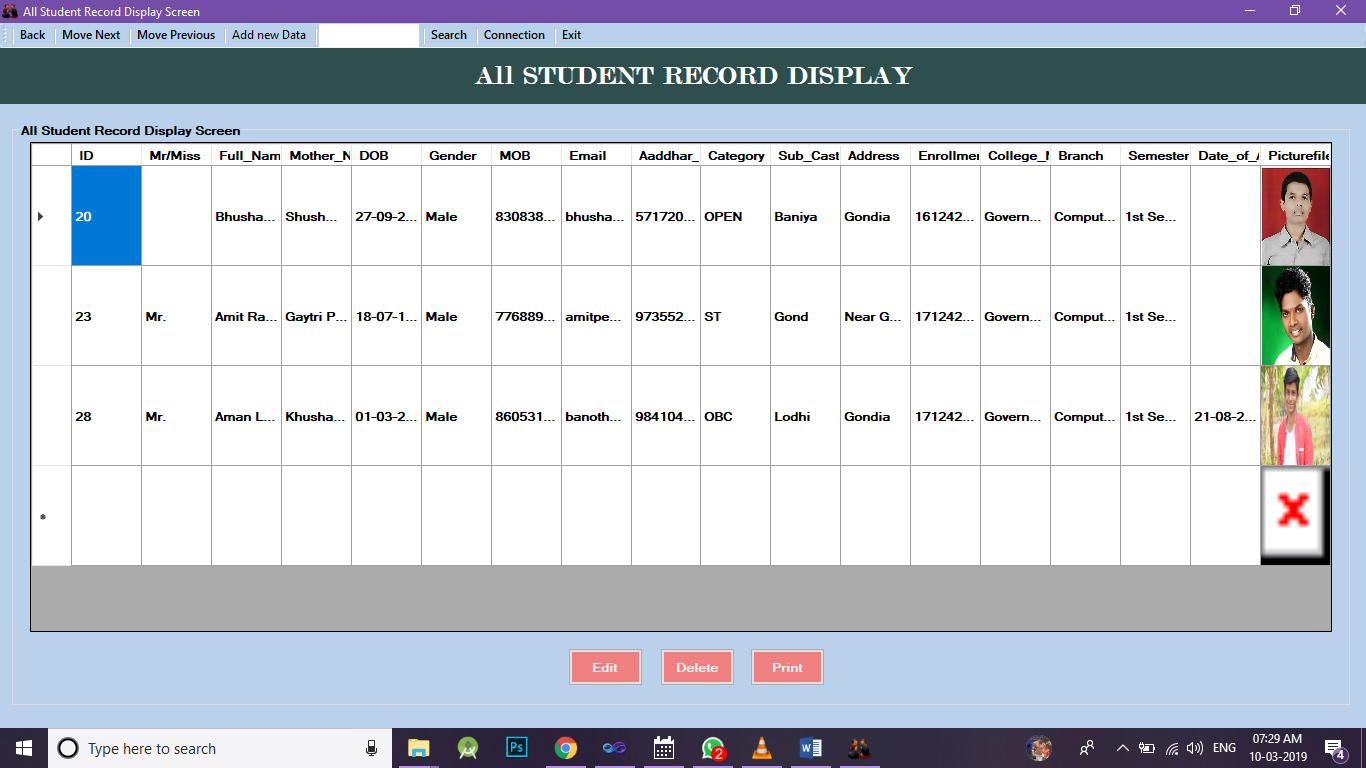 All Student Record Display Screen
Back Move Next Move Previous Add new Data Search Connection Exit
All STUDENT RECORD DISPLAY
All Student Record Display Screen
ID Mr/Miss Full_Nam Mother_N DOB Gender MOB Email Aaddhar_ Category Sub_Cast Address Enrollmer College_M Branch Semester Date_of_A Picturefile
20 Bhusha... Shush... 27-09-2... Male 830838... bhusha... 571720... OPEN Baniya Gondia 161242... Govern... Comput... 1st Se...
23 Mr. Amit Ra... Gaytri P... 18-07-1... Male 776889... amitpe... 973552... ST Gond Near G... 171242... Govern... Comput... 1st Se...
28 Mr. Aman L... Khusha... 01-03-2... Male 860531... banoth... 984104... OBC Lodhi Gondia 171242... Govern... Comput... 1st Se... 21-08-2...
Edit Delete Print
Type here to search Ps 2 W ENG 07:29 AM
10-03-2019 4